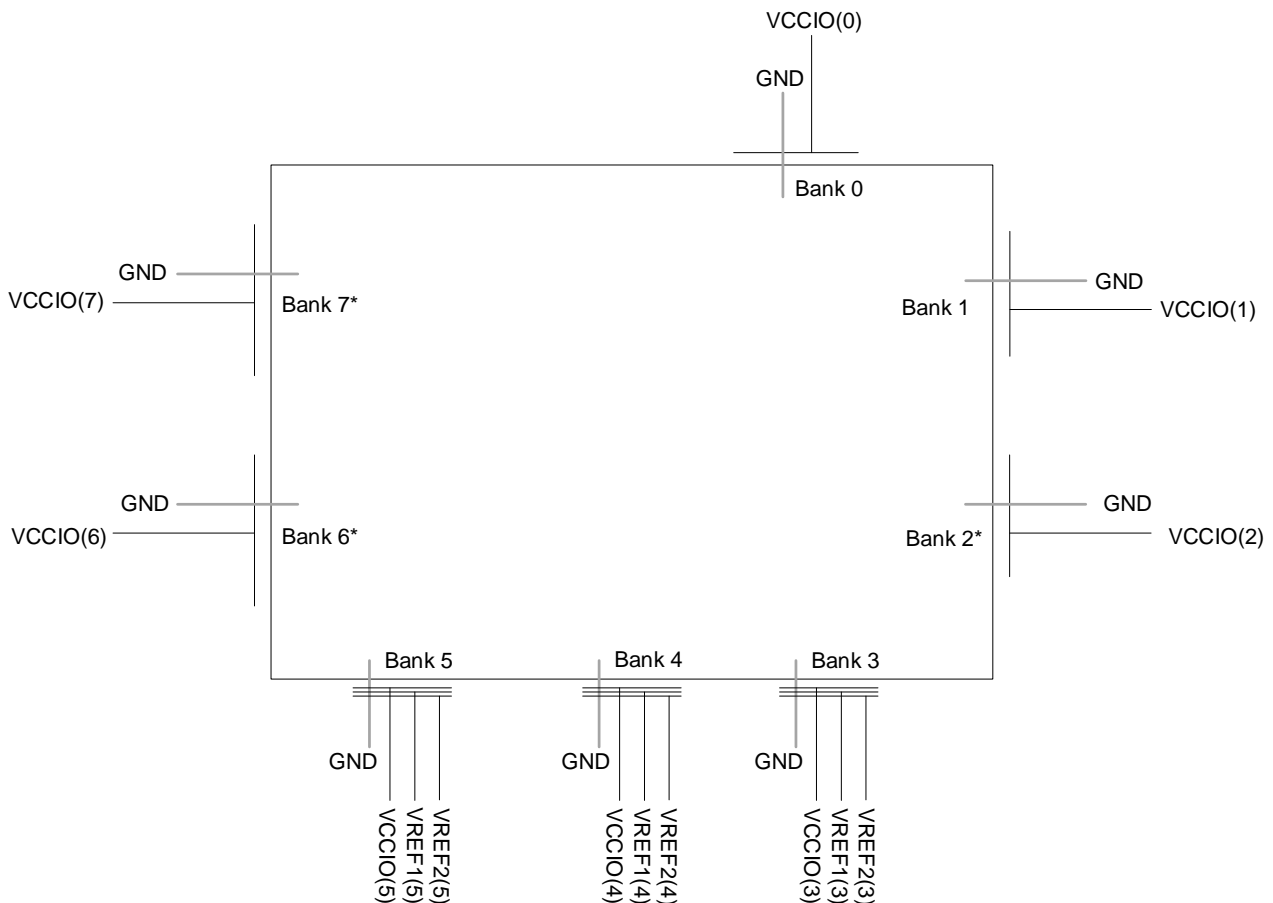 VCCIO(0)
GND
Bank 0
GND
VCCIO(7)
Bank 7*
GND
Bank 1
VCCIO(1)
GND
VCCIO(6)
Bank 6*
GND
Bank 2*
VCCIO(2)
Bank 5
Bank 4
Bank 3
GND
GND
GND
VCCIO(5)
VREF1(5)
VREF2(5)
VCCIO(4)
VREF1(4)
VREF2(4)
VCCIO(3)
VREF1(3)
VREF2(3)